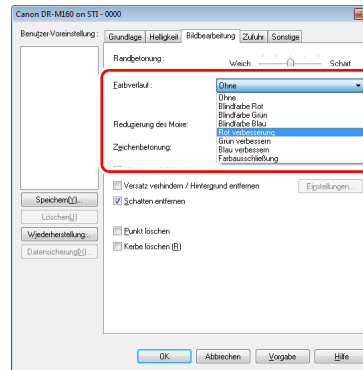 Canon DR-M160 on STI - 0000
Benutzer-Voreinstellung :
Grundlage Helligkeit Bildbearbeitung Zufuhr Sonstige
Randbetonung :
Weich Scharf
Farbverlauf : Ohne
Ohne
Blindfarbe Rot
Blindfarbe Grün
Reduzierung des Moire: Blindfarbe Blau
Rot verbesserung
Grün verbessern
Zeichenbetonung: Blau verbessern
Farbausschließung
Versatz verhindern / Hintergrund entfernen Einstellungen...
Schatten entfernen
Speichern(Y)...
Löschen(J)
Punkt löschen
Wiederherstellung...
Kerbe löschen (R)
Datensicherung(X)...
OK Abbrechen Vorgabe Hilfe